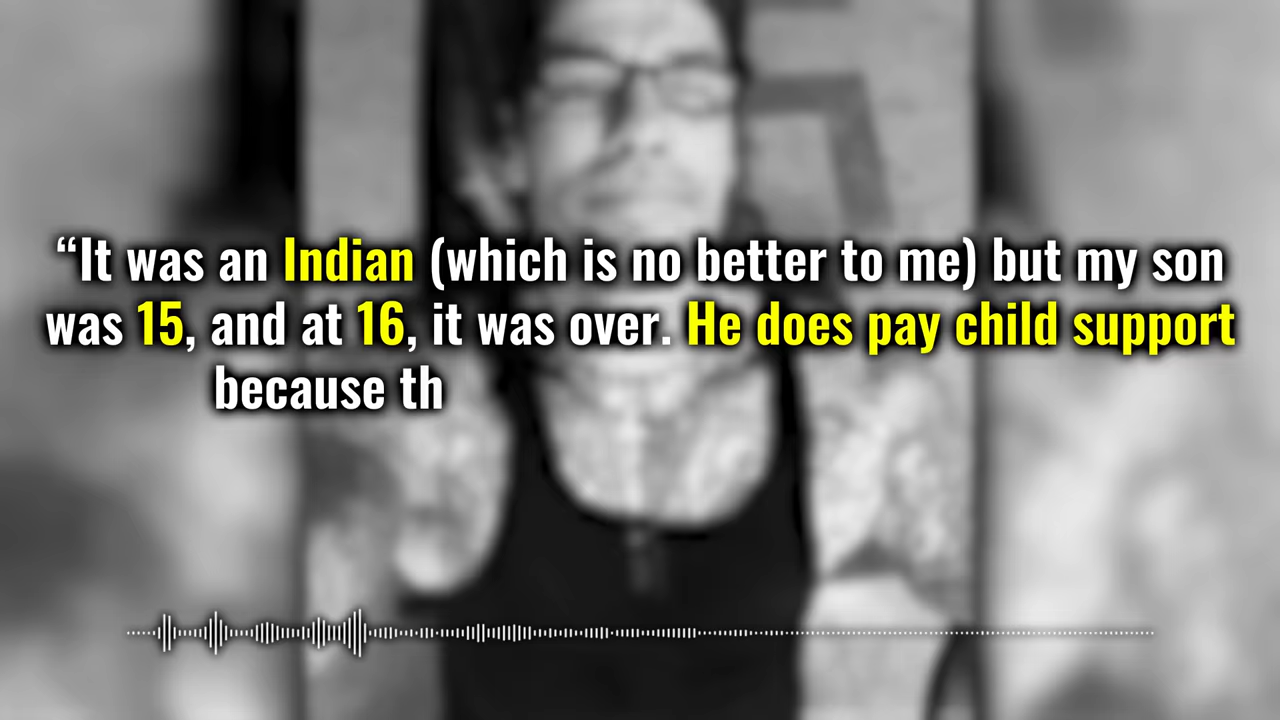 “It was an Indian (which is no better to me) but my son
was 15, and at 16, it was over. He does pay child support
because th